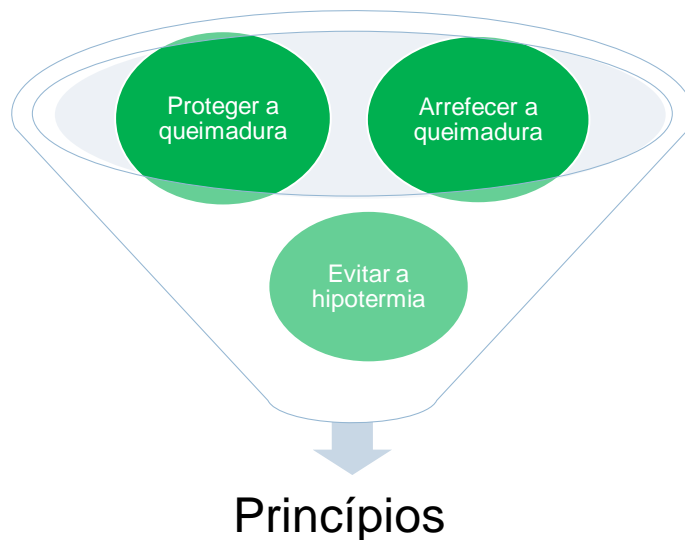 Proteger a
queimadura
Arrefecer a
queimadura
Evitar a
hipotermia
Princípios